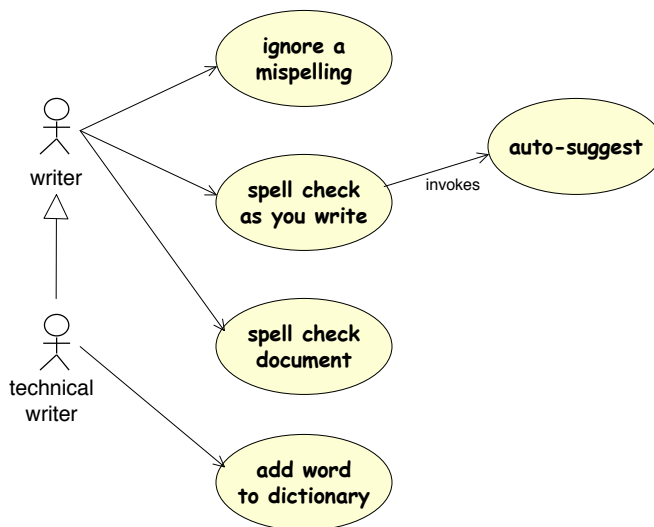 ignore a
mispelling
writer
spell check
as you write
invokes
auto-suggest
spell check
document
technical
writer
add word
to dictionary